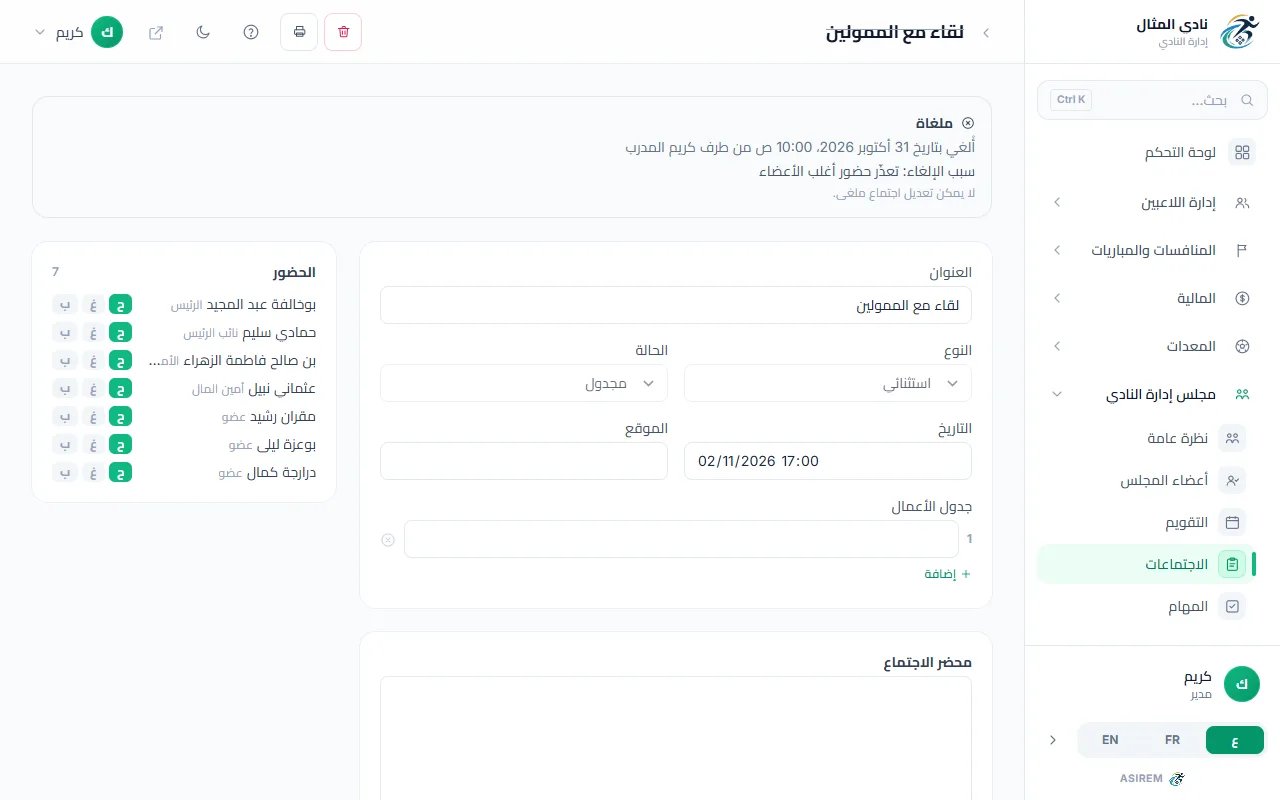 نادي المثال
إدارة النادي
بحث...
Ctrl K
لوحة التحكم
إدارة اللاعبين
المنافسات والمباريات
المالية
المعدات
مجلس إدارة النادي
نظرة عامة
أعضاء المجلس
التقويم
الاجتماعات
المهام
ك
كريم
مدير
ع
FR
EN
ASIREM
لقاء مع الممولين
ك
كريم
ملغاة
ألغي بتاريخ 31 أكتوبر 2026، 10:00 ص من طرف كريم المدرب
سبب الإلغاء: تعذّر حضور أغلب الأعضاء
لا يمكن تعديل اجتماع ملغى.
العنوان
لقاء مع الممولين
النوع
الحالة
استثنائي
مجدول
التاريخ
الموقع
02/11/2026 17:00
جدول الأعمال
1
+ إضافة
محضر الاجتماع
الحضور
7
بوخالفة عبد المجيد الرئيس ح غ ب
حمادي سليم نائب الرئيس ح غ ب
بن صالح فاطمة الزهراء الأم... ح غ ب
عثماني نبيل أمين المال ح غ ب
مقران رشيد عضو ح غ ب
بوعزة ليلى عضو ح غ ب
درارجة كمال عضو ح غ ب